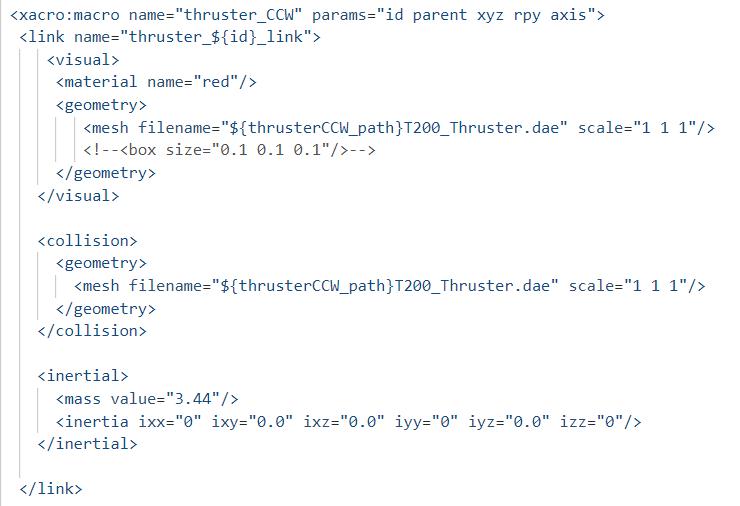 <xacro:macro name="thruster_CCW" params="id parent xyz rpy axis">
<link name="thruster_${id}_link">
<visual>
<material name="red"/>
<geometry>
<mesh filename="${thrusterCCW_path}T200_Thruster.dae" scale="1 1 1"/>
<!--<box size="0.1 0.1 0.1"/>-->
</geometry>
</visual>
<collision>
<geometry>
<mesh filename="${thrusterCCW_path}T200_Thruster.dae" scale="1 1 1"/>
</geometry>
</collision>
<inertial>
<mass value="3.44"/>
<inertia ixx="0" ixy="0.0" ixz="0.0" iyy="0" iyz="0.0" izz="0"/>
</inertial>
</link>